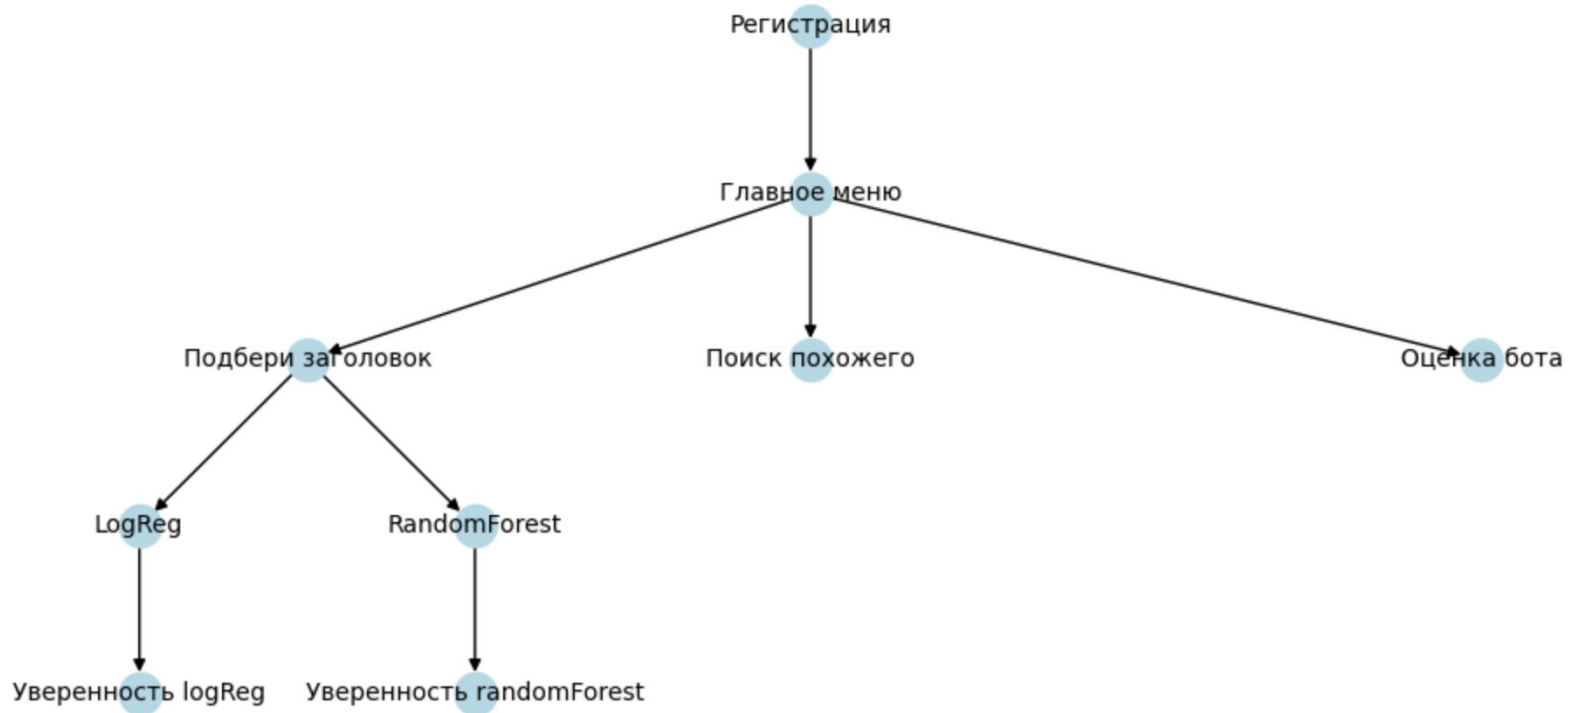 Регистрация
Главное меню
Подбери заголовок
Поиск похожего
Оценка бота
LogReg
RandomForest
Уверенность logReg
Уверенность randomForest